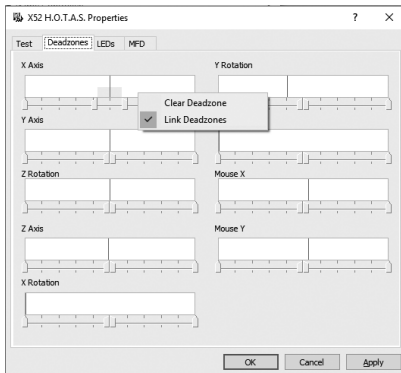 X52 H.O.T.A.S. Properties
Test Deadzones LEDs MFD
X Axis Y Rotation
Clear Deadzone
Link Deadzones
Y Axis
Z Rotation Mouse X
Z Axis Mouse Y
X Rotation
OK Cancel Apply